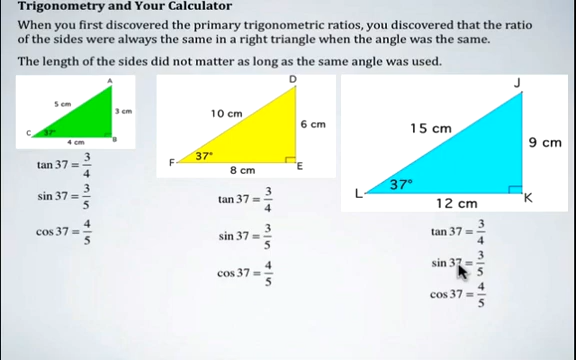 Trigonometry and Your Calculator
When you first discovered the primary trigonometric ratios, you discovered that the ratio
of the sides were always the same in a right triangle when the angle was the same.
The length of the sides did not matter as long as the same angle was used.
A
5 cm
3 cm
C
37°
B
4 cm
tan 37 = 3/4
sin 37 = 3/5
cos 37 = 4/5
D
10 cm
6 cm
F
37°
E
8 cm
tan 37 = 3/4
sin 37 = 3/5
cos 37 = 4/5
J
15 cm
9 cm
L
37°
K
12 cm
tan 37 = 3/4
sin 37 = 3/5
cos 37 = 4/5